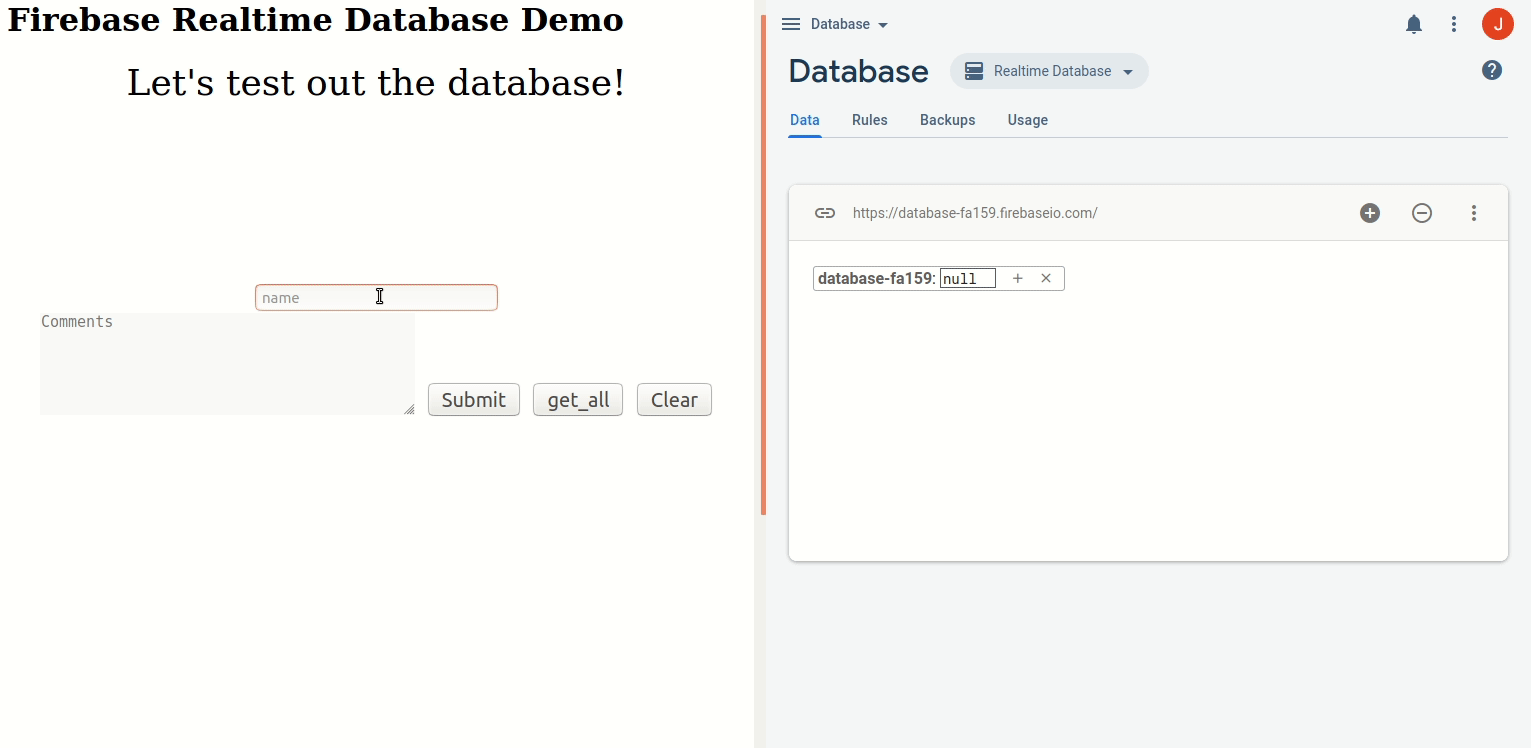 Firebase Realtime Database Demo
Let's test out the database!
name
Comments
Submit get_all Clear
Database
J
Database Realtime Database
Data Rules Backups Usage
https://database-fa159.firebaseio.com/
database-fa159: null